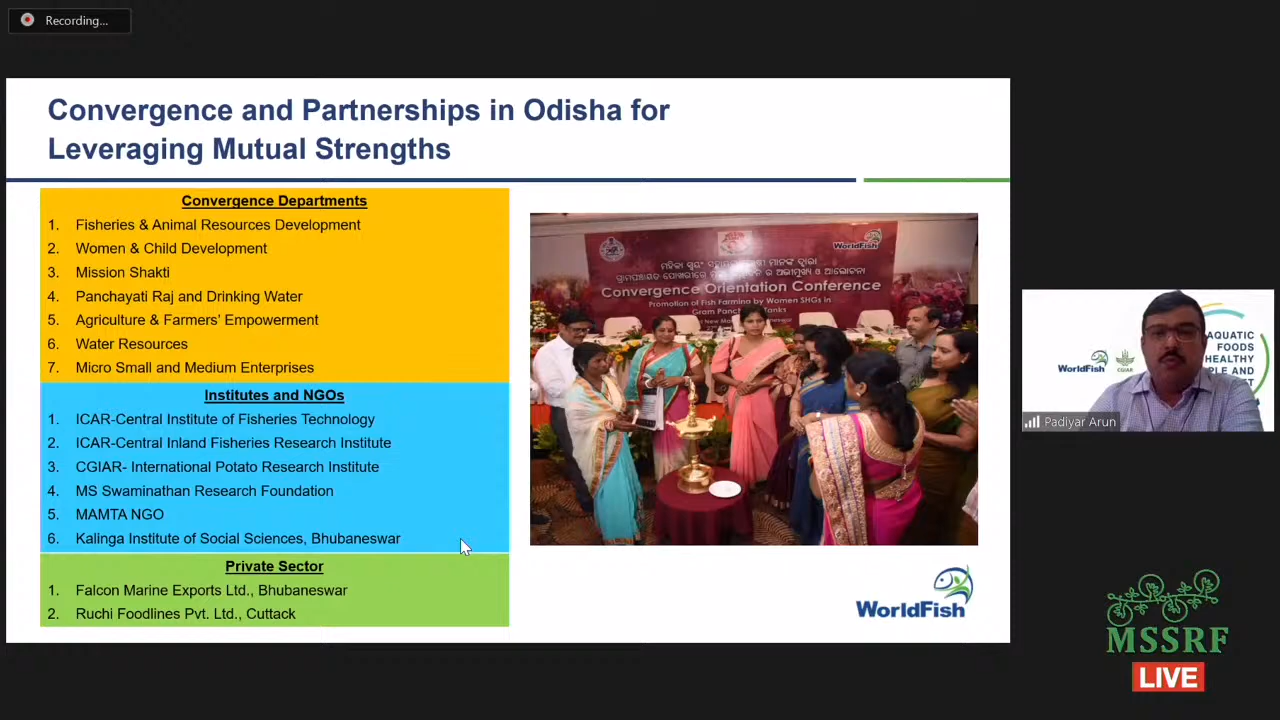 Recording...
Convergence and Partnerships in Odisha for
Leveraging Mutual Strengths
Convergence Departments
1. Fisheries & Animal Resources Development
2. Women & Child Development
3. Mission Shakti
4. Panchayati Raj and Drinking Water
5. Agriculture & Farmers' Empowerment
6. Water Resources
7. Micro Small and Medium Enterprises
Institutes and NGOs
1. ICAR-Central Institute of Fisheries Technology
2. ICAR-Central Inland Fisheries Research Institute
3. CGIAR- International Potato Research Institute
4. MS Swaminathan Research Foundation
5. MAMTA NGO
6. Kalinga Institute of Social Sciences, Bhubaneswar
Private Sector
1. Falcon Marine Exports Ltd., Bhubaneswar
2. Ruchi Foodlines Pvt. Ltd., Cuttack
WorldFish
Convergence Orientation Conference
Promotion of Fish Farming by Women SHGs in
Gram Tanks
WorldFish
AQUATIC
FOODS
HEALTHY
AND
WorldFish
CGIAR
Padiyar Arun
MSSRF
LIVE